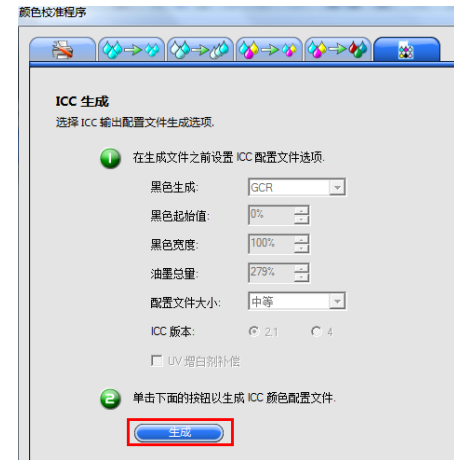 颜色校准程序
ICC 生成
选择 ICC 输出配置文件生成选项.
1 在生成文件之前设置 ICC 配置文件选项.
黑色生成: GCR
黑色起始值: 0%
黑色宽度: 100%
油墨总量: 279%
配置文件大小: 中等
ICC 版本: 2.1 4
UV 增白剂补偿
2 单击下面的按钮以生成 ICC 颜色配置文件.
生成